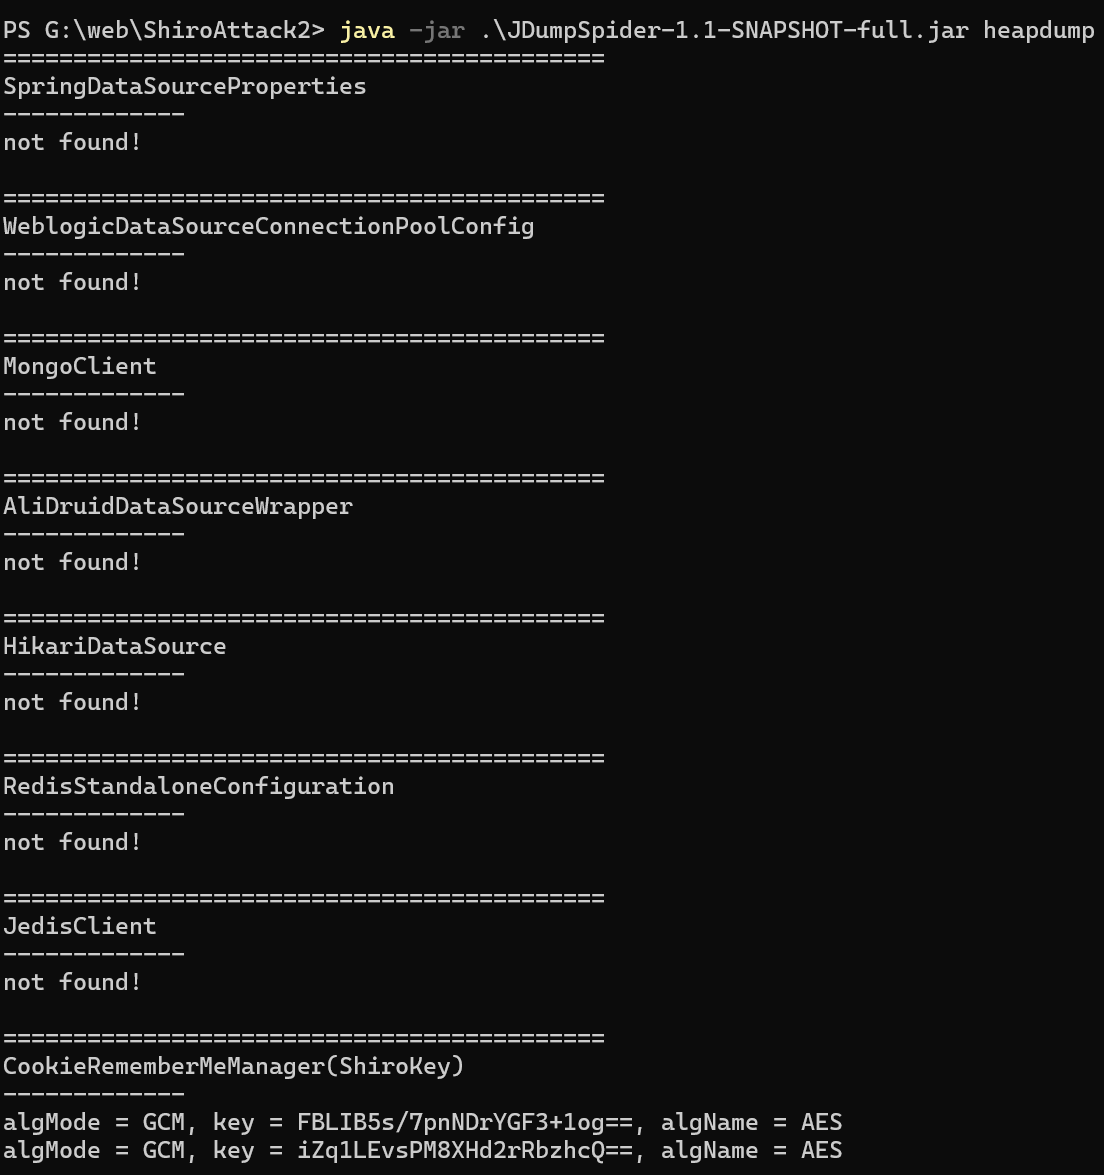 PS G:\web\ShiroAttack2> java -jar .\JDumpSpider-1.1-SNAPSHOT-full.jar heapdump
===========================================
SpringDataSourceProperties
-------------
not found!
===========================================
WeblogicDataSourceConnectionPoolConfig
-------------
not found!
===========================================
MongoClient
-------------
not found!
===========================================
AliDruidDataSourceWrapper
-------------
not found!
===========================================
HikariDataSource
-------------
not found!
===========================================
RedisStandaloneConfiguration
-------------
not found!
===========================================
JedisClient
-------------
not found!
===========================================
CookieRememberMeManager(ShiroKey)
-------------
algMode = GCM, key = FBLIB5s/7pnNDrYGF3+1og==, algName = AES
algMode = GCM, key = iZq1LEvsPM8XHd2rRbzhcQ==, algName = AES